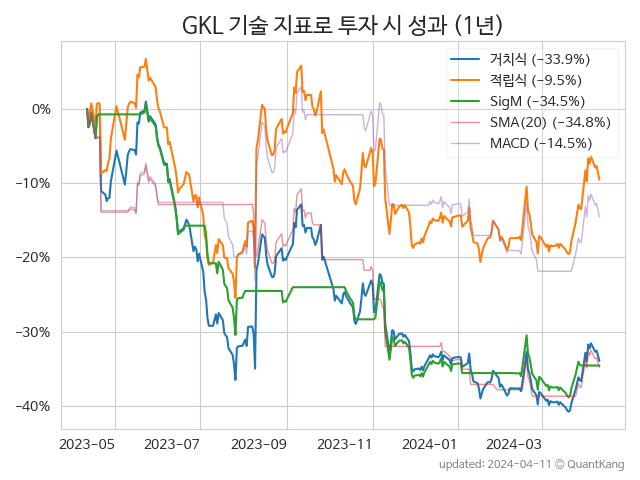 GKL 기술 지표로 투자 시 성과 (1년)
거치식 (−33.9%)
적립식 (−9.5%)
SigM (−34.5%)
SMA(20) (−34.8%)
MACD (−14.5%)
0%
−10%
−20%
−30%
−40%
2023-05 2023-07 2023-09 2023-11 2024-01 2024-03
updated: 2024-04-11 © QuantKang